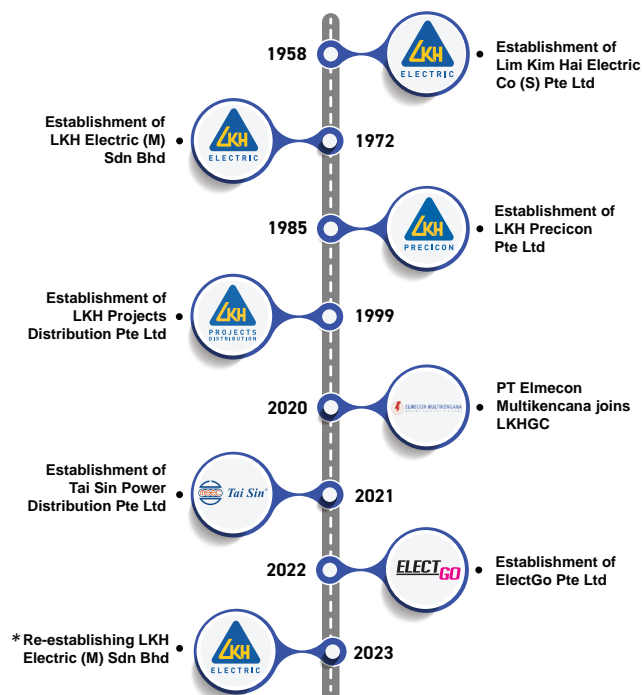 1958
LKH
ELECTRIC
Establishment of
Lim Kim Hai Electric
Co (S) Pte Ltd
Establishment of
LKH Electric (M)
Sdn Bhd
LKH
ELECTRIC
1972
1985
LKH
PRECICON
Establishment of
LKH Precicon
Pte Ltd
Establishment of
LKH Projects
Distribution Pte Ltd
LKH
PROJECTS
DISTRIBUTION
1999
2020
ELMECON MULTIKENCANA
PT Elmecon
Multikencana joins
LKHGC
Establishment of
Tai Sin Power
Distribution Pte Ltd
Tai Sin
2021
2022
ELECT
GO
Establishment of
ElectGo Pte Ltd
* Re-establishing LKH
Electric (M) Sdn Bhd
LKH
ELECTRIC
2023